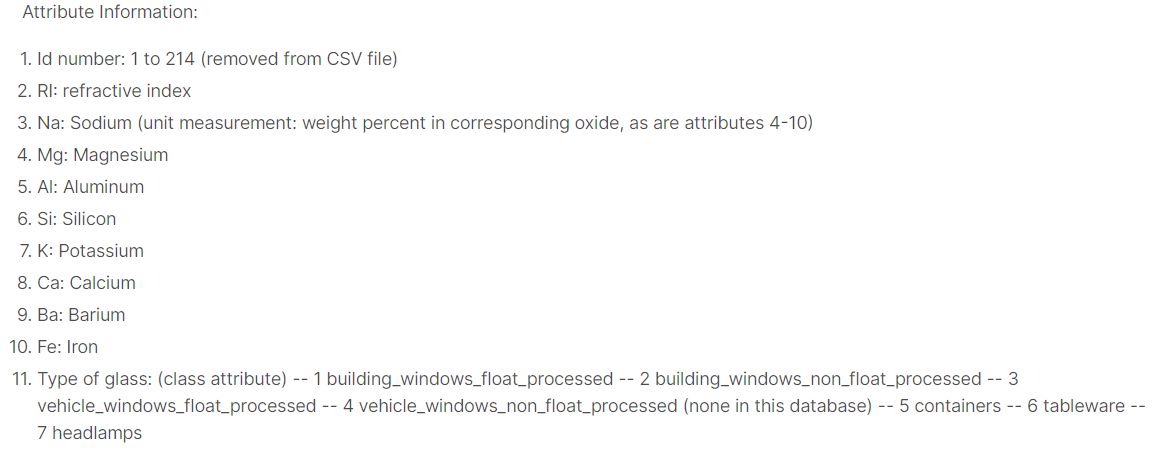 Attribute Information:
1. Id number: 1 to 214 (removed from CSV file)
2. RI: refractive index
3. Na: Sodium (unit measurement: weight percent in corresponding oxide, as are attributes 4-10)
4. Mg: Magnesium
5. Al: Aluminum
6. Si: Silicon
7. K: Potassium
8. Ca: Calcium
9. Ba: Barium
10. Fe: Iron
11. Type of glass: (class attribute) -- 1 building_windows_float_processed -- 2 building_windows_non_float_processed -- 3
vehicle_windows_float_processed -- 4 vehicle_windows_non_float_processed (none in this database) -- 5 containers -- 6 tableware --
7 headlamps